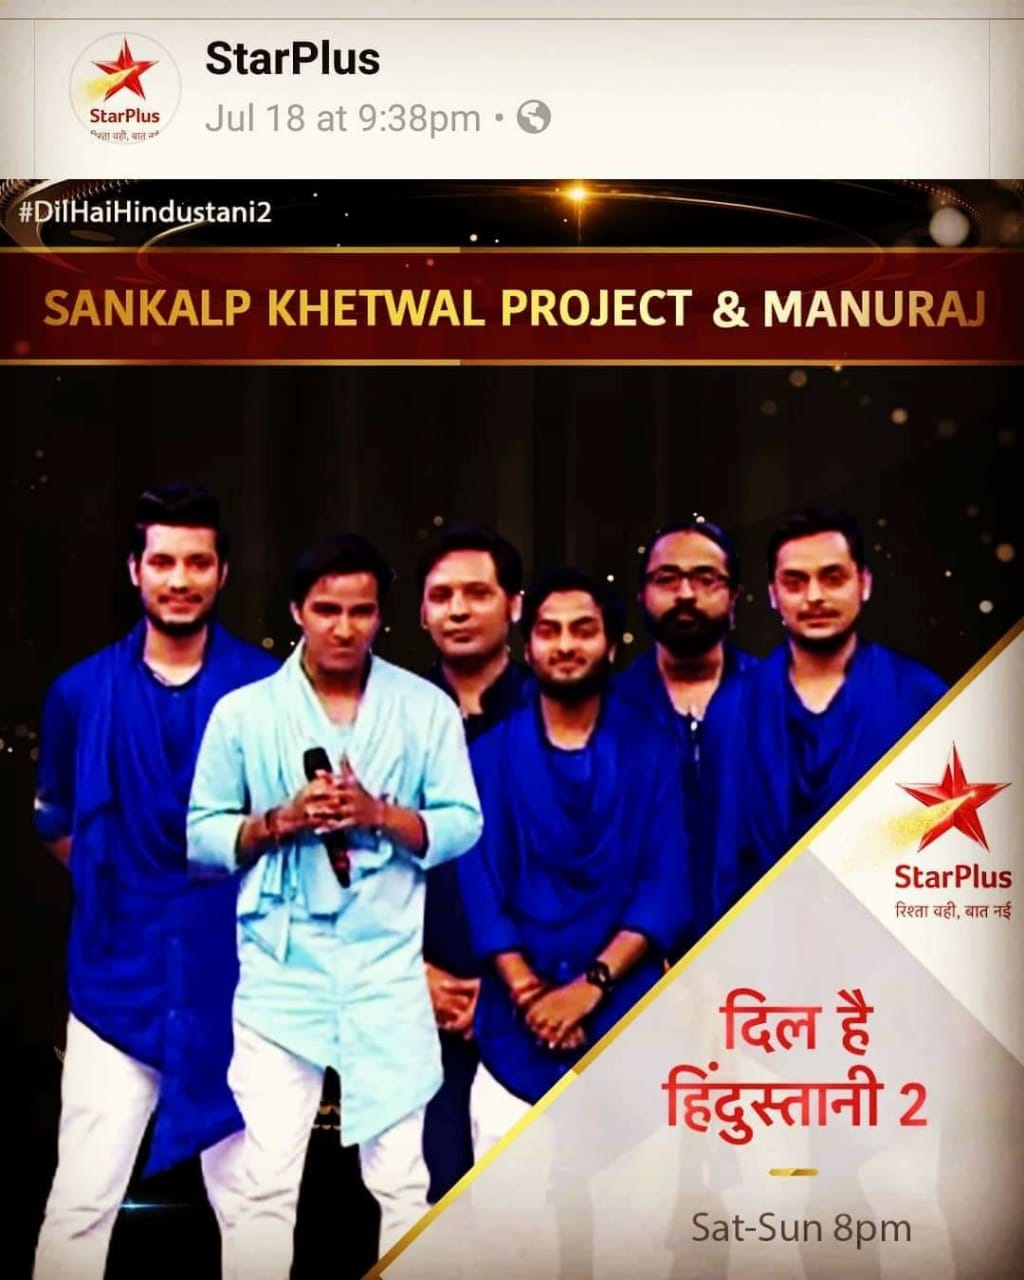 StarPlus
StarPlus
रिश्ता वही, बात नई
Jul 18 at 9:38pm
#DilHaiHindustani2
SANKALP KHETWAL PROJECT & MANURAJ
StarPlus
रिश्ता वही, बात नई
दिल है
हिंदुस्तानी 2
Sat-Sun 8pm